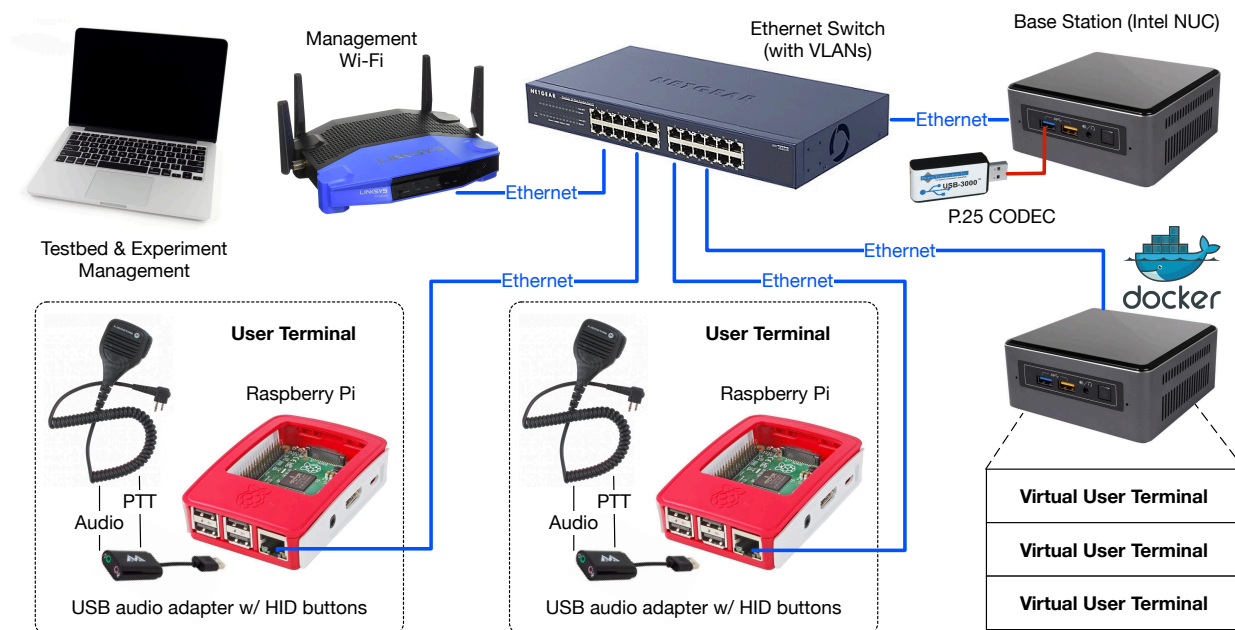 Management
Wi-Fi
Ethernet Switch
(with VLANs)
Base Station (Intel NUC)
NETGEAR
NETGEAR
LINKSYS
Ethernet
Ethernet
USB-3000
P.25 CODEC
Testbed & Experiment
Management
Ethernet
Ethernet
Ethernet
docker
User Terminal
Raspberry Pi
PTT
Audio
USB audio adapter w/ HID buttons
User Terminal
Raspberry Pi
PTT
Audio
USB audio adapter w/ HID buttons
Virtual User Terminal
Virtual User Terminal
Virtual User Terminal